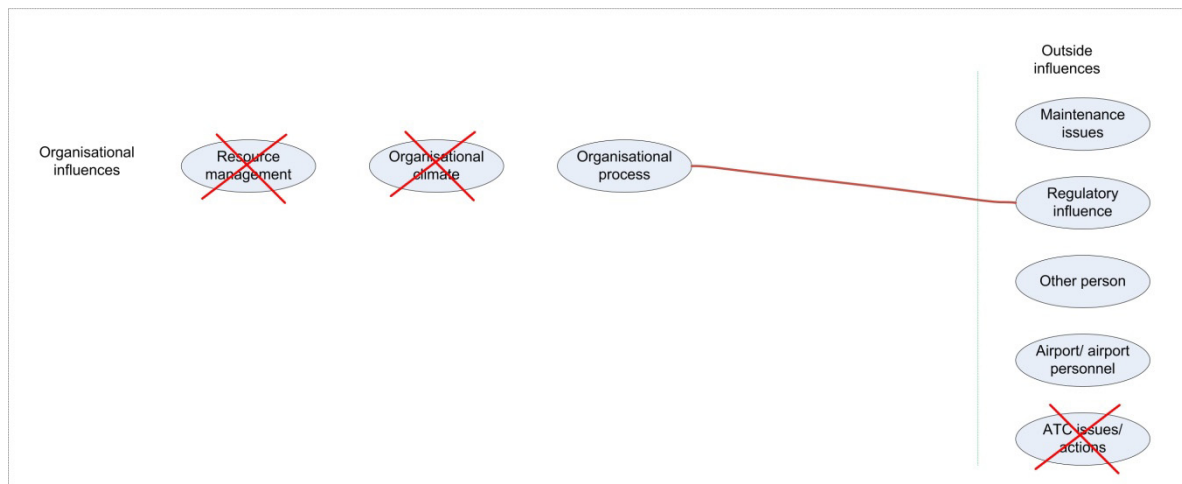 Outside
influences
Maintenance
issues
Organisational
influences
Resource
management
Organisational
climate
Organisational
process
Regulatory
influence
Other person
Airport/ airport
personnel
ATC issues/
actions